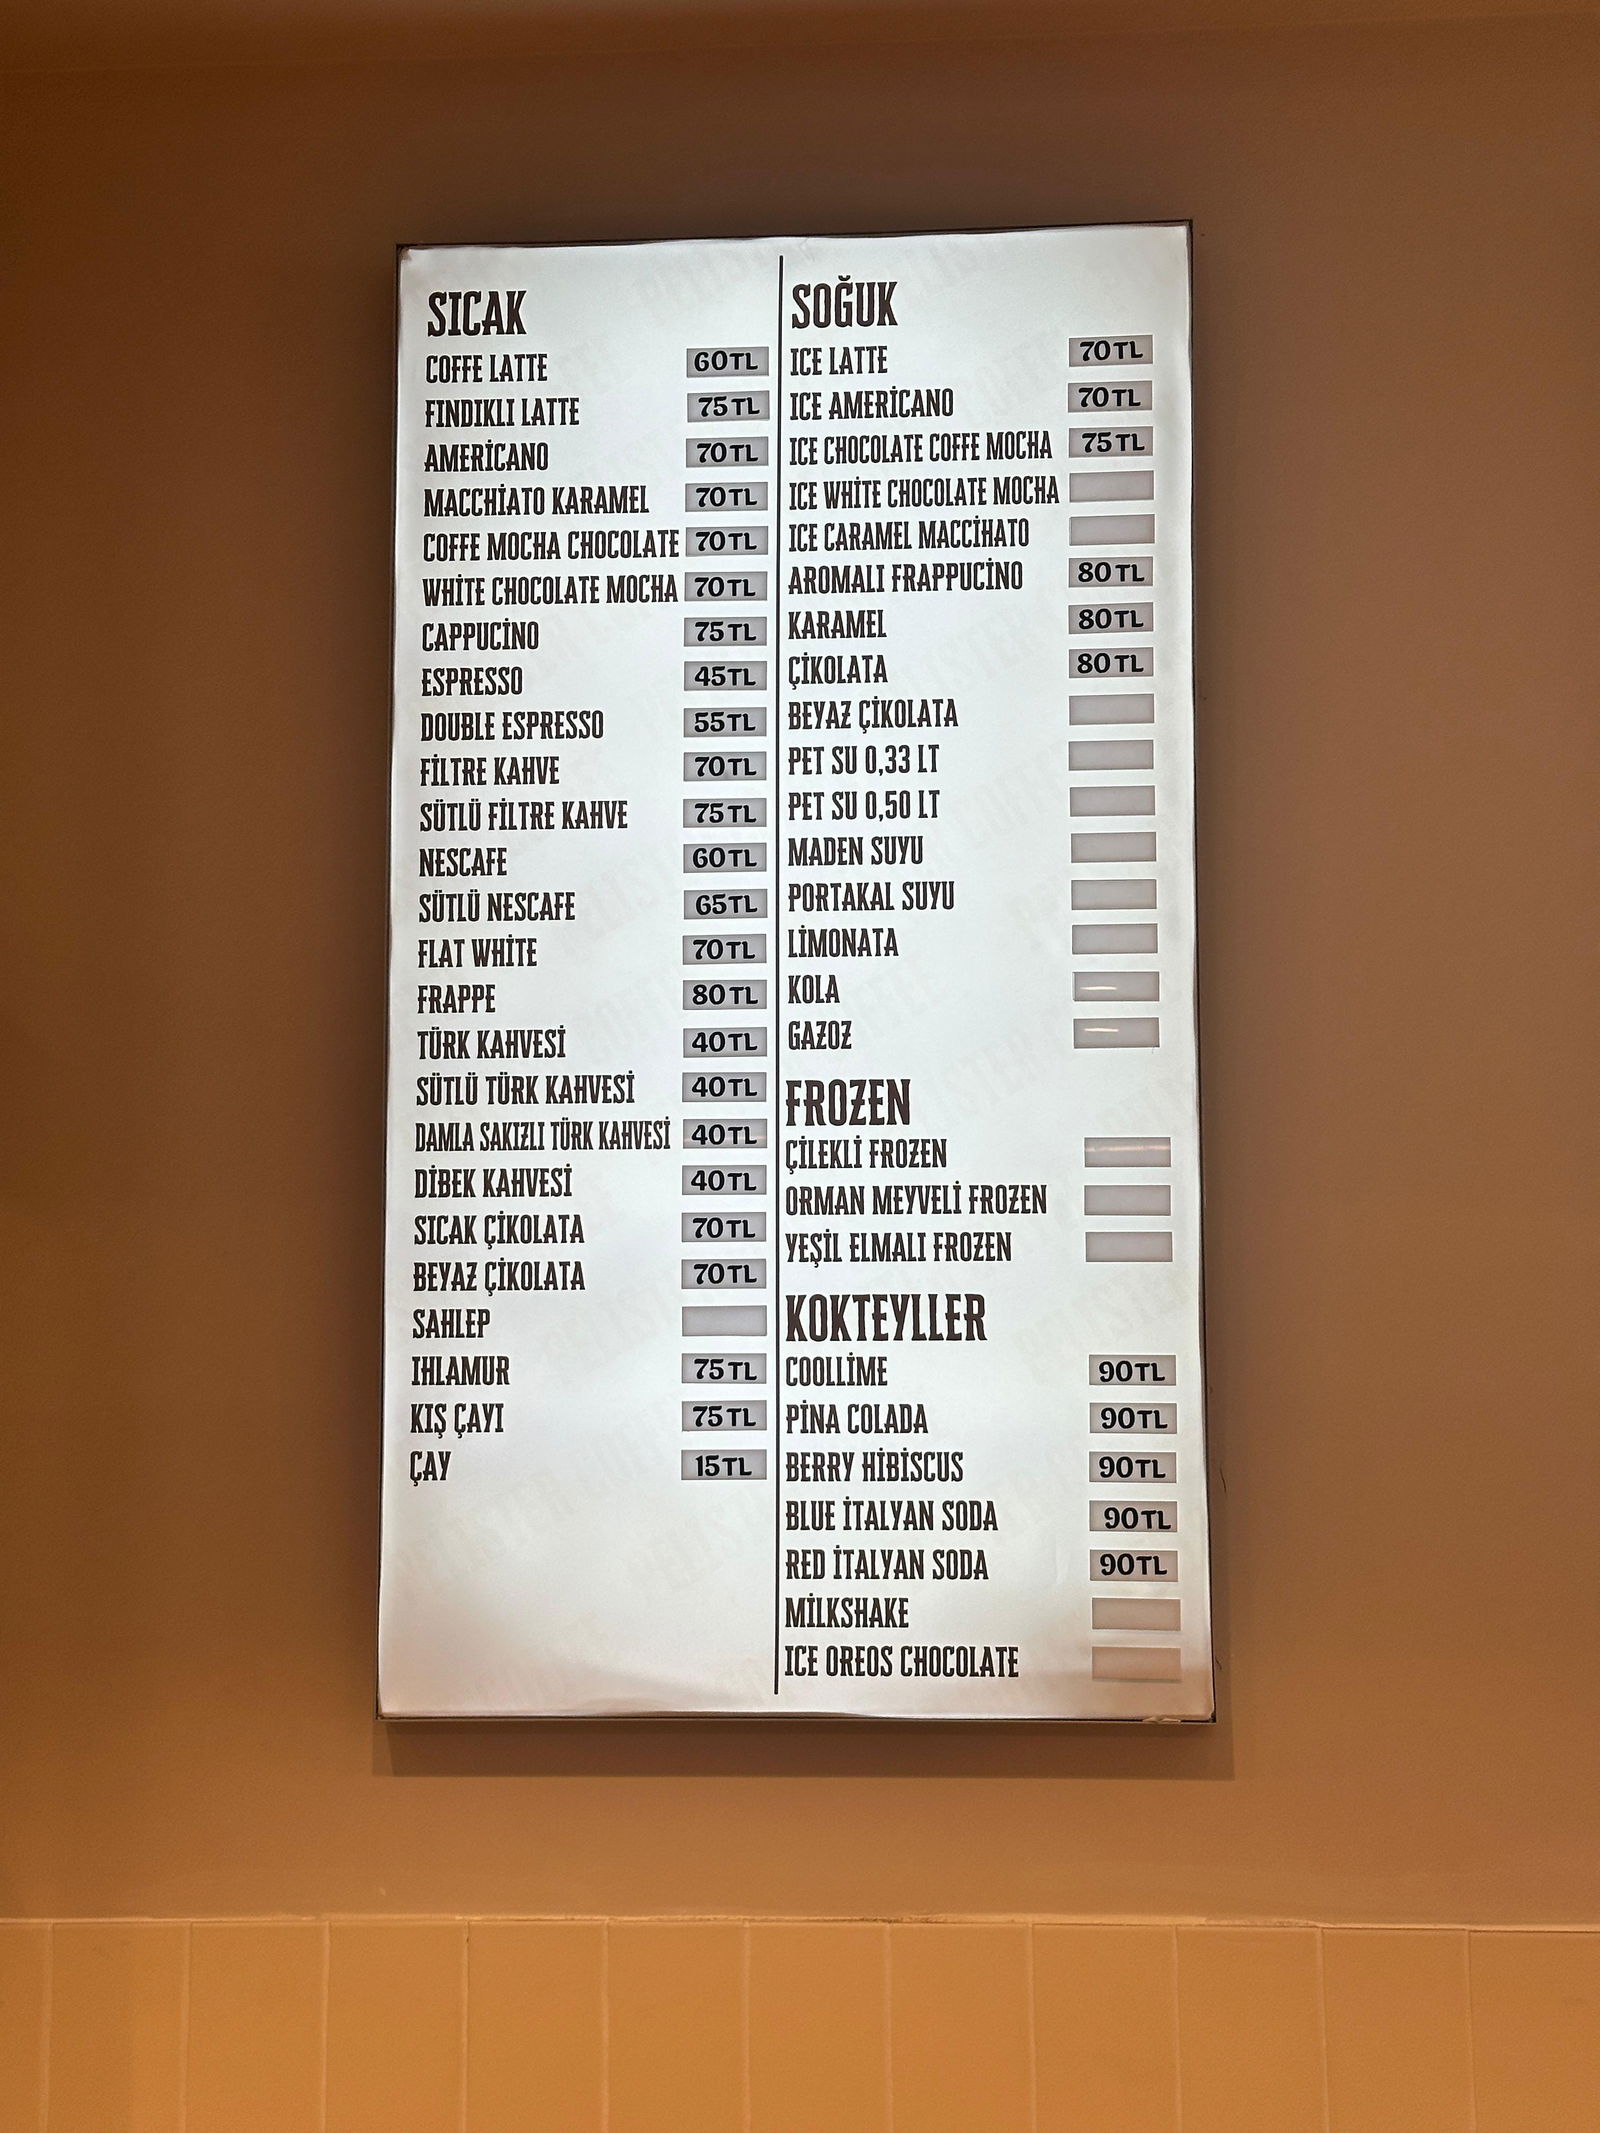 SICAK
COFFE LATTE 60TL
FINDIKLI LATTE 75TL
AMERİCANO 70TL
MACCHİATO KARAMEL 70TL
COFFE MOCHA CHOCOLATE 70TL
WHİTE CHOCOLATE MOCHA 70TL
CAPPUCİNO 75TL
ESPRESSO 45TL
DOUBLE ESPRESSO 55TL
FİLTRE KAHVE 70TL
SÜTLÜ FİLTRE KAHVE 75TL
NESCAFE 60TL
SÜTLÜ NESCAFE 65TL
FLAT WHİTE 70TL
FRAPPE 80TL
TÜRK KAHVESİ 40TL
SÜTLÜ TÜRK KAHVESİ 40TL
DAMLA SAKIZLI TÜRK KAHVESİ 40TL
DİBEK KAHVESİ 40TL
SICAK ÇİKOLATA 70TL
BEYAZ ÇİKOLATA 70TL
SAHLEP
IHLAMUR 75TL
KIŞ ÇAYI 75TL
ÇAY 15TL
SOĞUK
ICE LATTE 70TL
ICE AMERİCANO 70TL
ICE CHOCOLATE COFFE MOCHA 75TL
ICE WHİTE CHOCOLATE MOCHA
ICE CARAMEL MACCİHATO
AROMALI FRAPPUCİNO 80TL
KARAMEL 80TL
ÇİKOLATA 80TL
BEYAZ ÇİKOLATA
PET SU 0,33 LT
PET SU 0,50 LT
MADEN SUYU
PORTAKAL SUYU
LİMONATA
KOLA
GAZOZ
FROZEN
ÇİLEKLİ FROZEN
ORMAN MEYVELİ FROZEN
YEŞİL ELMALI FROZEN
KOKTEYLLER
COOLLİME 90TL
PİNA COLADA 90TL
BERRY HİBİSCUS 90TL
BLUE İTALYAN SODA 90TL
RED İTALYAN SODA 90TL
MİLKSHAKE
ICE OREOS CHOCOLATE